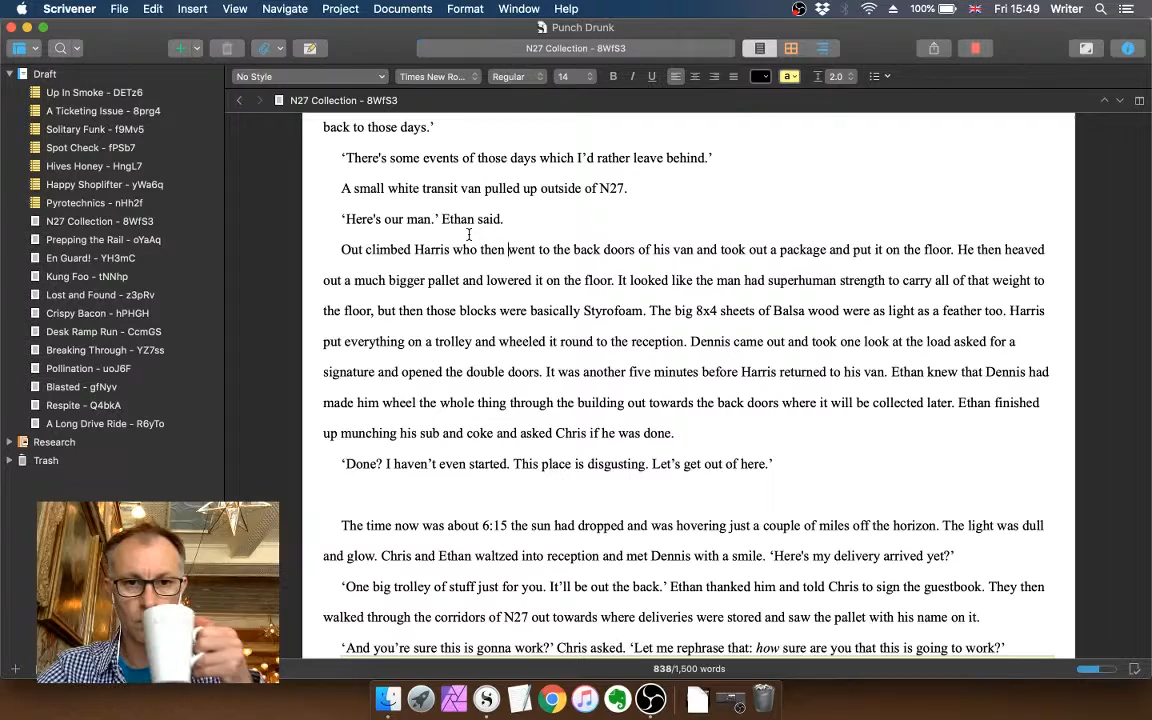 Scrivener File Edit Insert View Navigate Project Documents Format Window Help 100% Fri 15:49 Writer
Punch Drunk
N27 Collection - 8WfS3
No Style Times New Ro... Regular 14 B I U a 2.0
N27 Collection - 8WfS3
Draft
Up In Smoke - DETz6
A Ticketing Issue - 8prg4
Solitary Funk - f9Mv5
Spot Check - fPSb7
Hives Honey - HngL7
Happy Shoplifter - yWa6q
Pyrotechnics - nHh2f
N27 Collection - 8WfS3
Prepping the Rail - oYaAq
En Guard! - YH3mC
Kung Foo - tNNhp
Lost and Found - z3pRv
Crispy Bacon - hPHGH
Desk Ramp Run - CcmGS
Breaking Through - YZ7ss
Pollination - uoJ6F
Blasted - gfNyv
Respite - Q4bkA
A Long Drive Ride - R6yTo
Research
Trash
back to those days.’
‘There's some events of those days which I’d rather leave behind.’
A small white transit van pulled up outside of N27.
‘Here's our man.’ Ethan said.
Out climbed Harris who then went to the back doors of his van and took out a package and put it on the floor. He then heaved
out a much bigger pallet and lowered it on the floor. It looked like the man had superhuman strength to carry all of that weight to
the floor, but then those blocks were basically Styrofoam. The big 8x4 sheets of Balsa wood were as light as a feather too. Harris
put everything on a trolley and wheeled it round to the reception. Dennis came out and took one look at the load asked for a
signature and opened the double doors. It was another five minutes before Harris returned to his van. Ethan knew that Dennis had
made him wheel the whole thing through the building out towards the back doors where it will be collected later. Ethan finished
up munching his sub and coke and asked Chris if he was done.
‘Done? I haven’t even started. This place is disgusting. Let’s get out of here.’
The time now was about 6:15 the sun had dropped and was hovering just a couple of miles off the horizon. The light was dull
and glow. Chris and Ethan waltzed into reception and met Dennis with a smile. ‘Here's my delivery arrived yet?’
‘One big trolley of stuff just for you. It’ll be out the back.’ Ethan thanked him and told Chris to sign the guestbook. They then
walked through the corridors of N27 out towards where deliveries were stored and saw the pallet with his name on it.
‘And you’re sure this is gonna work?’ Chris asked. ‘Let me rephrase that: how sure are you that this is going to work?’
838/1,500 words